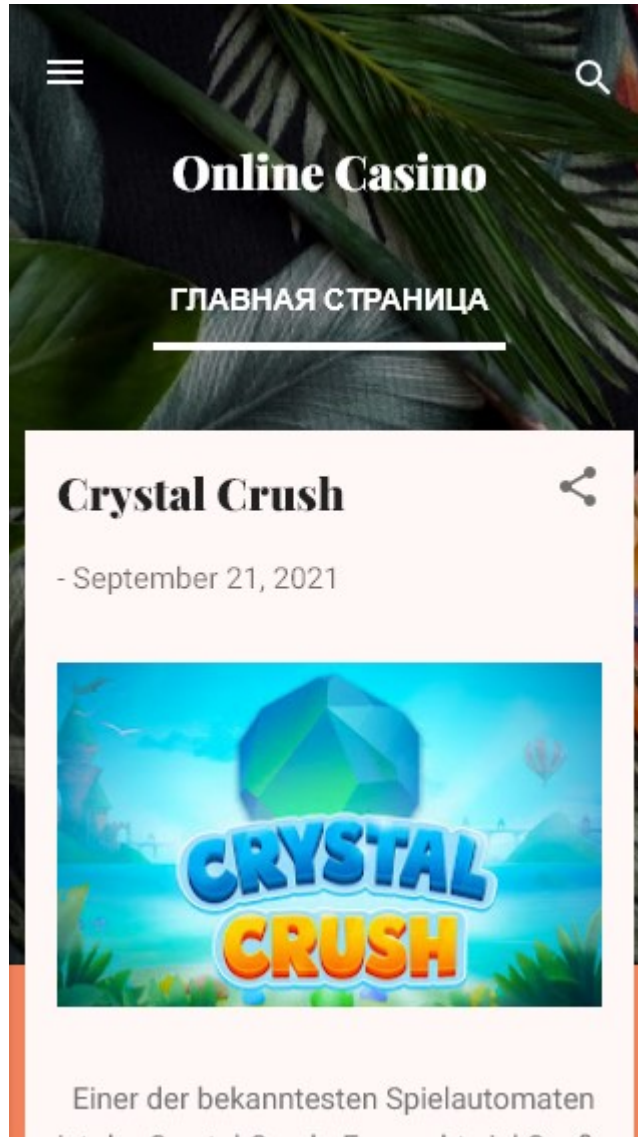 Online Casino
ГЛАВНАЯ СТРАНИЦА
Crystal Crush
- September 21, 2021
CRYSTAL
CRUSH
Einer der bekanntesten Spielautomaten